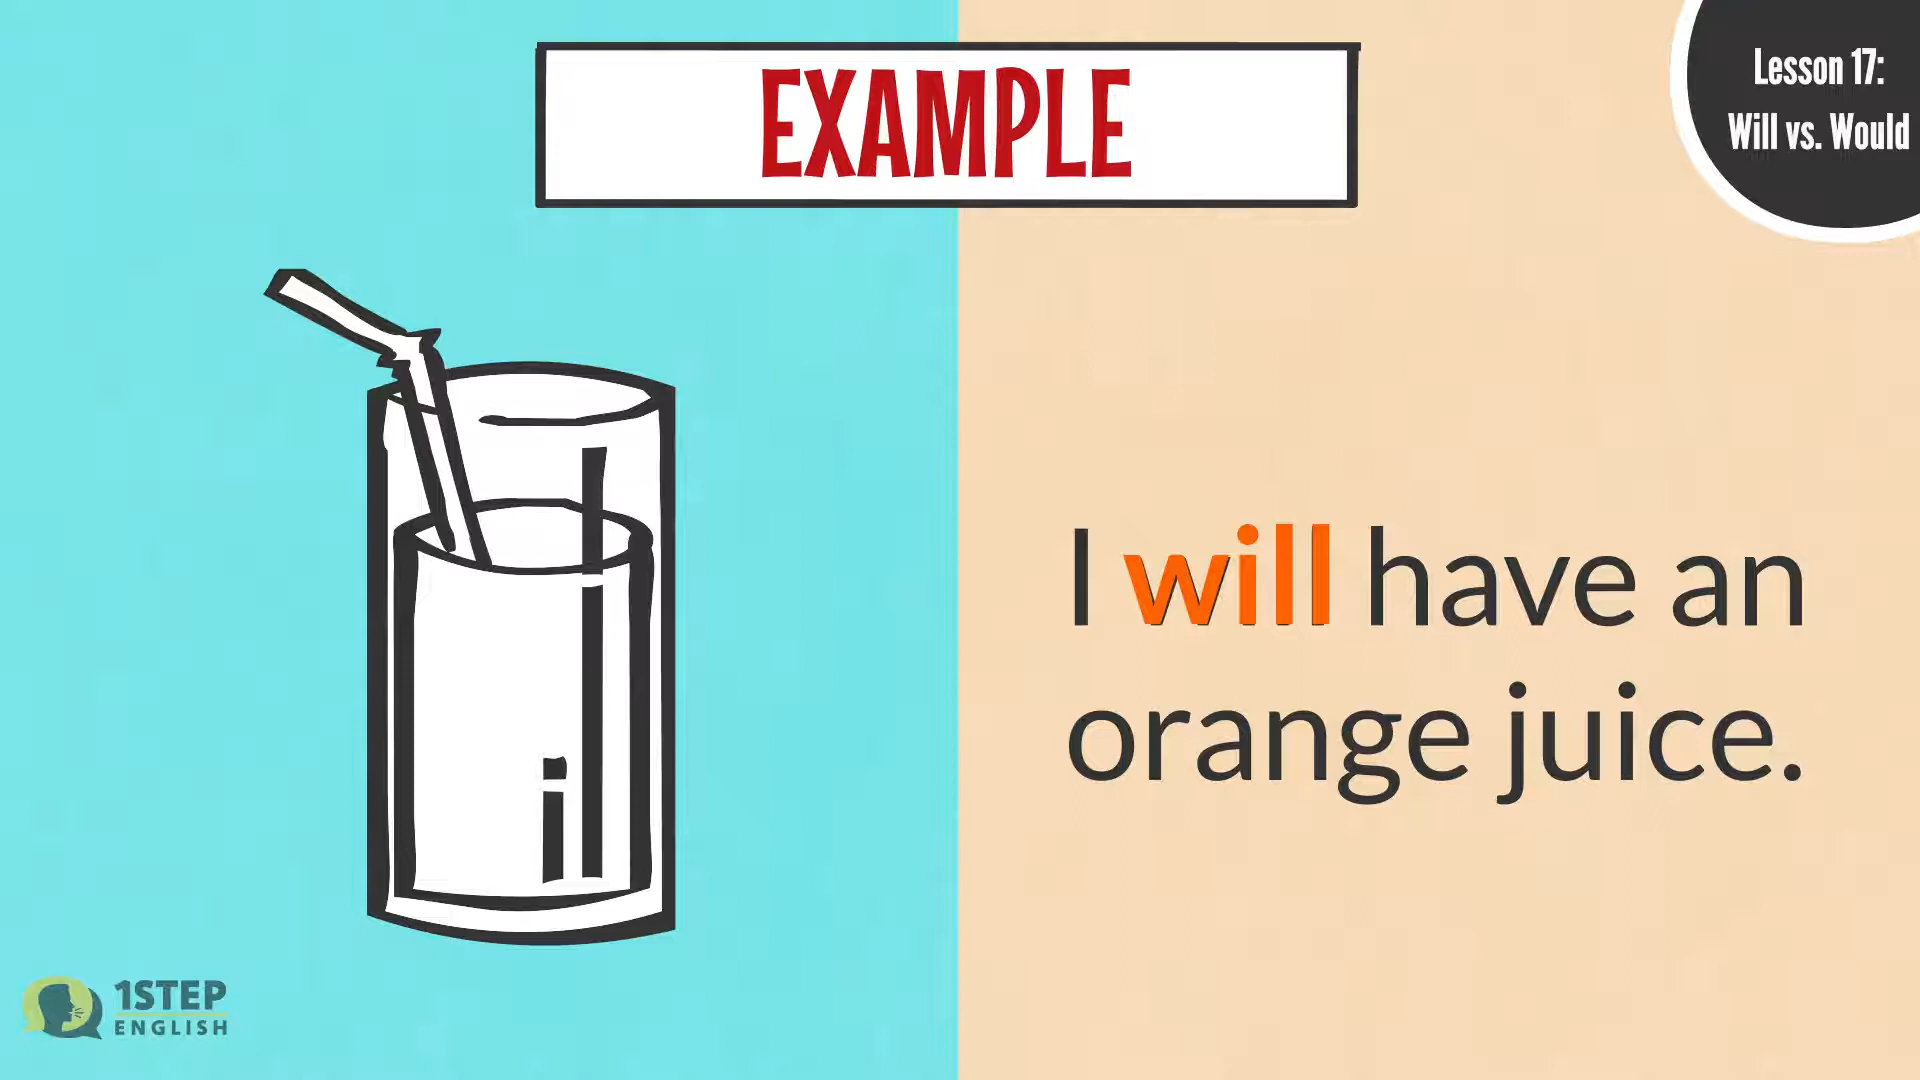 EXAMPLE
Lesson 17:
Will vs. Would
I will have an
orange juice.
1STEP
ENGLISH